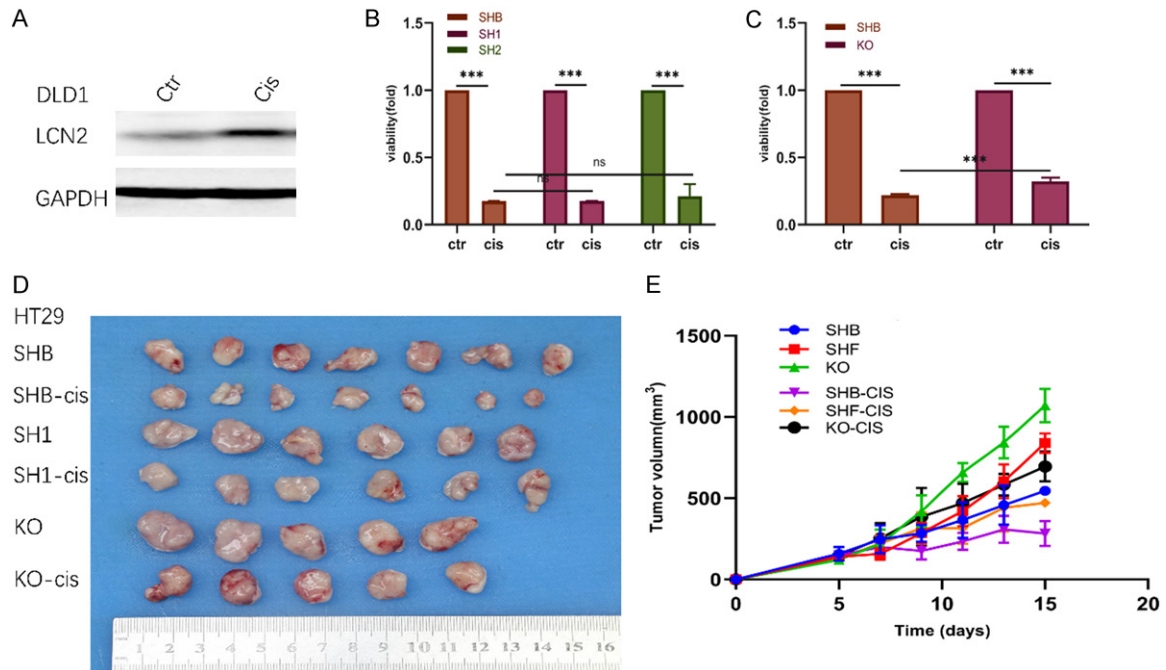 A
DLD1
Ctr
Cis
LCN2
GAPDH
B
SHB
SH1
SH2
viability(fold)
1.5
1.0
0.5
0.0
***
***
***
ns
ns
ctr
cis
ctr
cis
ctr
cis
C
SHB
KO
viability(fold)
1.5
1.0
0.5
0.0
***
***
***
ctr
cis
ctr
cis
D
HT29
SHB
SHB-cis
SH1
SH1-cis
KO
KO-cis
1 2 3 4 5 6 7 8 9 10 11 12 13 14 15 16
E
SHB
SHF
KO
SHB-CIS
SHF-CIS
KO-CIS
Tumor volumn(mm³)
1500
1000
500
0
0 5 10 15 20
Time (days)